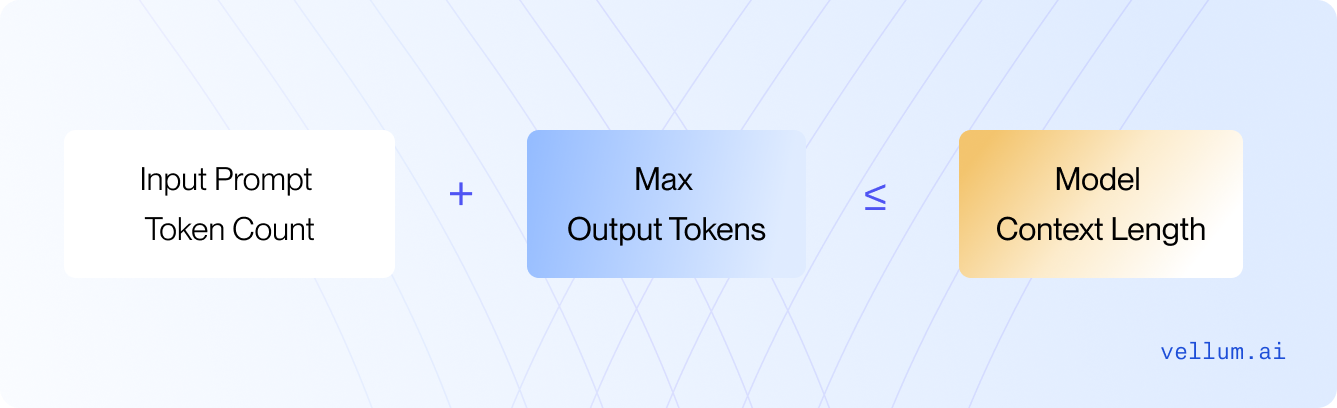 Input Prompt
Token Count
+
Max
Output Tokens
≤
Model
Context Length
vellum.ai